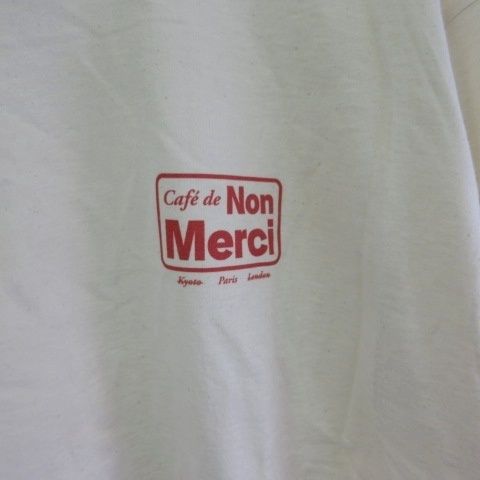 Café de Non
Merci
Kyoto Paris London